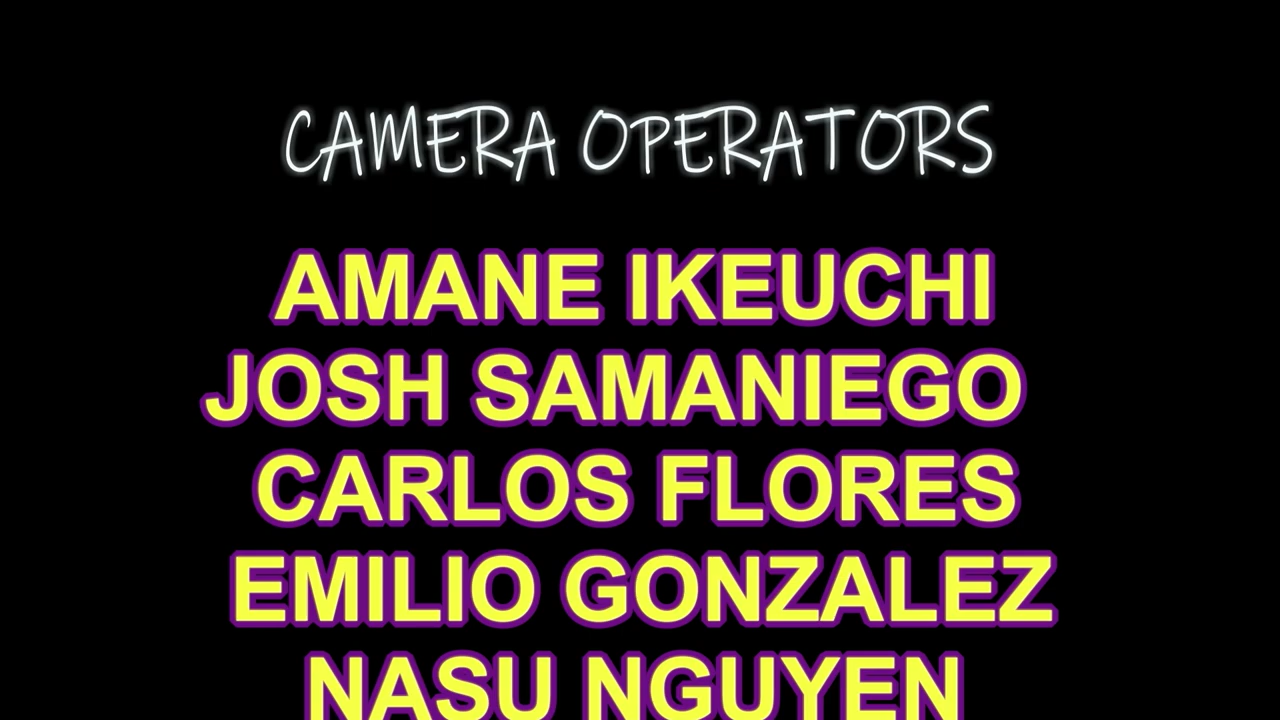 CAMERA OPERATORS
AMANE IKEUCHI
JOSH SAMANIEGO
CARLOS FLORES
EMILIO GONZALEZ
NASU NGUYEN